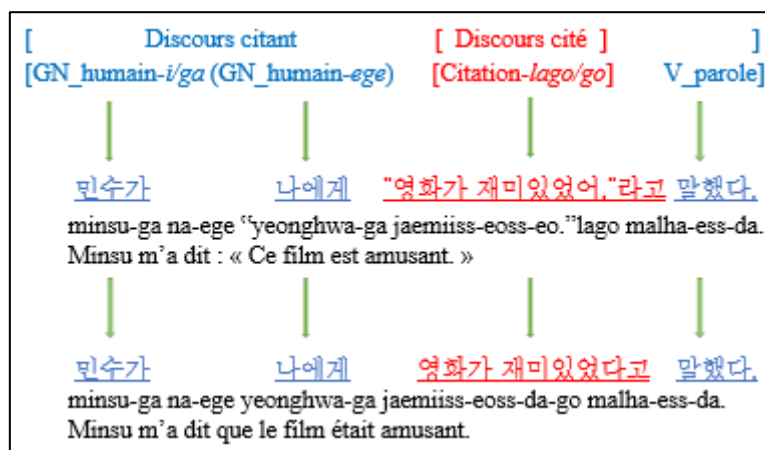 [ Discours citant [ Discours cité ] ]
[GN_humain-i/ga (GN_humain-ege) [Citation-lago/go] V_parole]
민수가 나에게 "영화가 재미있었어."라고 말했다.
minsu-ga na-ege “yeonghwa-ga jaemiiss-eoss-eo.”lago malha-ess-da.
Minsu m’a dit : « Ce film est amusant. »
민수가 나에게 영화가 재미있었다고 말했다.
minsu-ga na-ege yeonghwa-ga jaemiiss-eoss-da-go malha-ess-da.
Minsu m’a dit que le film était amusant.